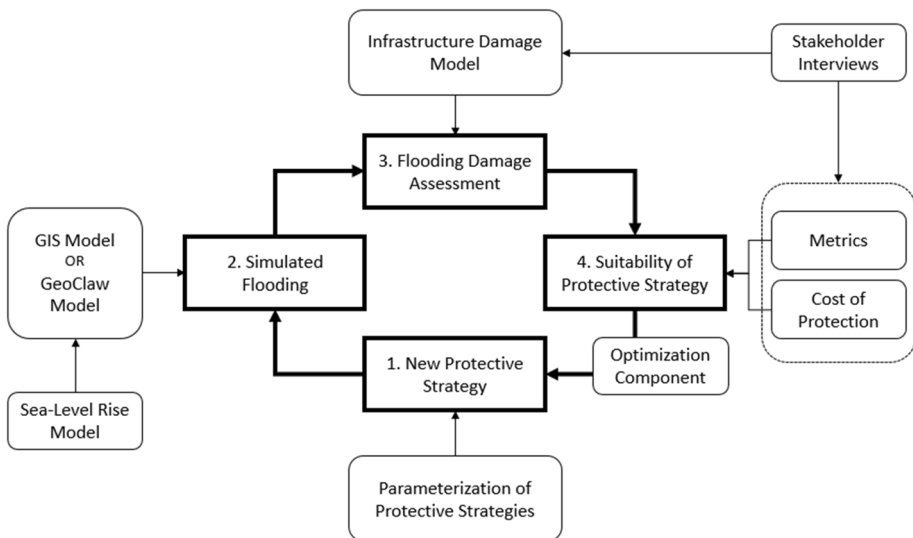 Infrastructure Damage
Model
Stakeholder
Interviews
3. Flooding Damage
Assessment
GIS Model
OR
GeoClaw
Model
2. Simulated
Flooding
4. Suitability of
Protective Strategy
Metrics
Cost of
Protection
1. New Protective
Strategy
Optimization
Component
Sea-Level Rise
Model
Parameterization of
Protective Strategies